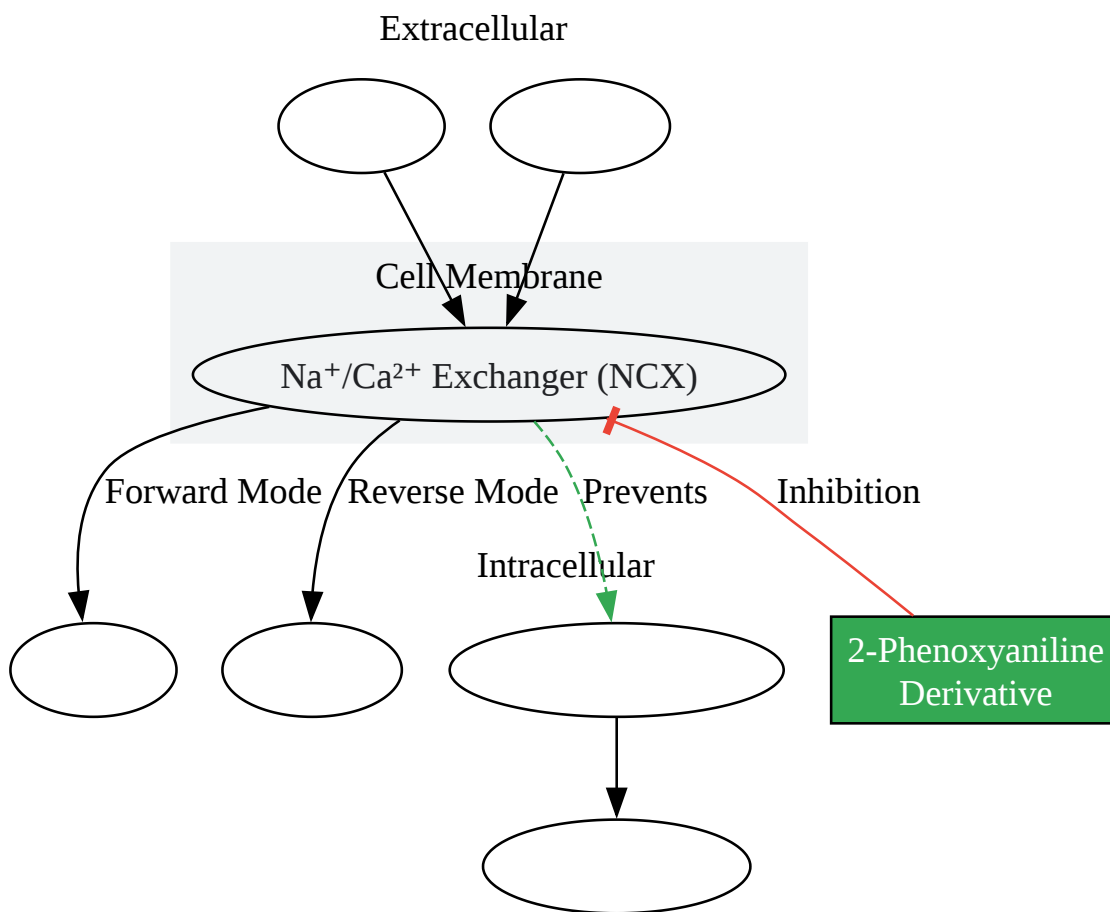 Extracellular
Cell Membrane
Na⁺/Ca²⁺ Exchanger (NCX)
Forward Mode
Reverse Mode
Prevents
Inhibition
Intracellular
2-Phenoxyaniline
Derivative